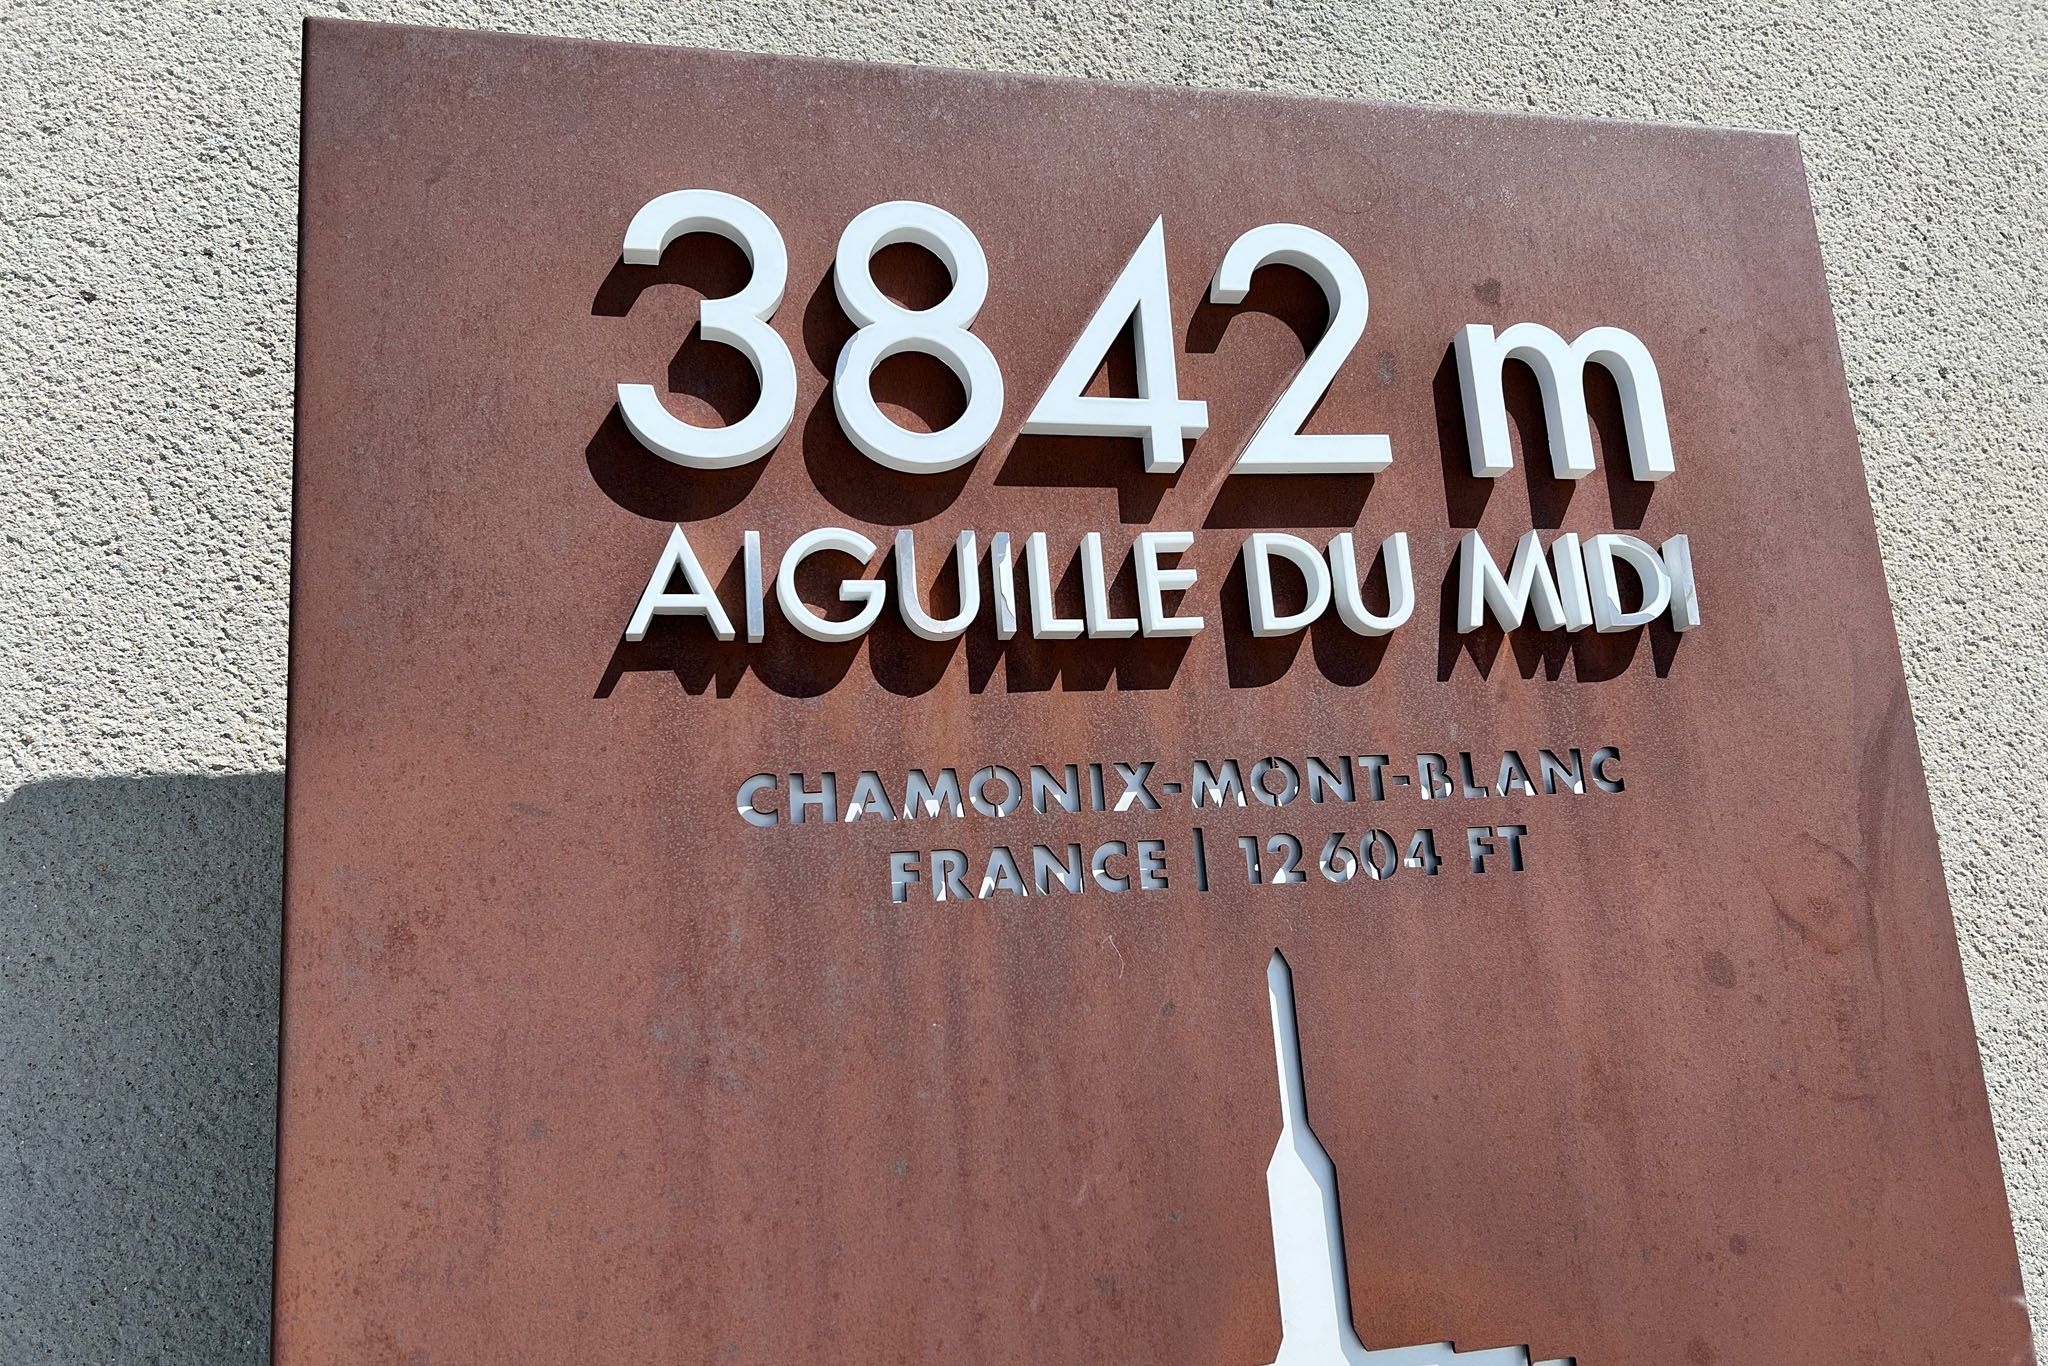 3842 m
AIGUILLE DU MIDI
CHAMONIX-MONT-BLANC
FRANCE | 12 604 FT